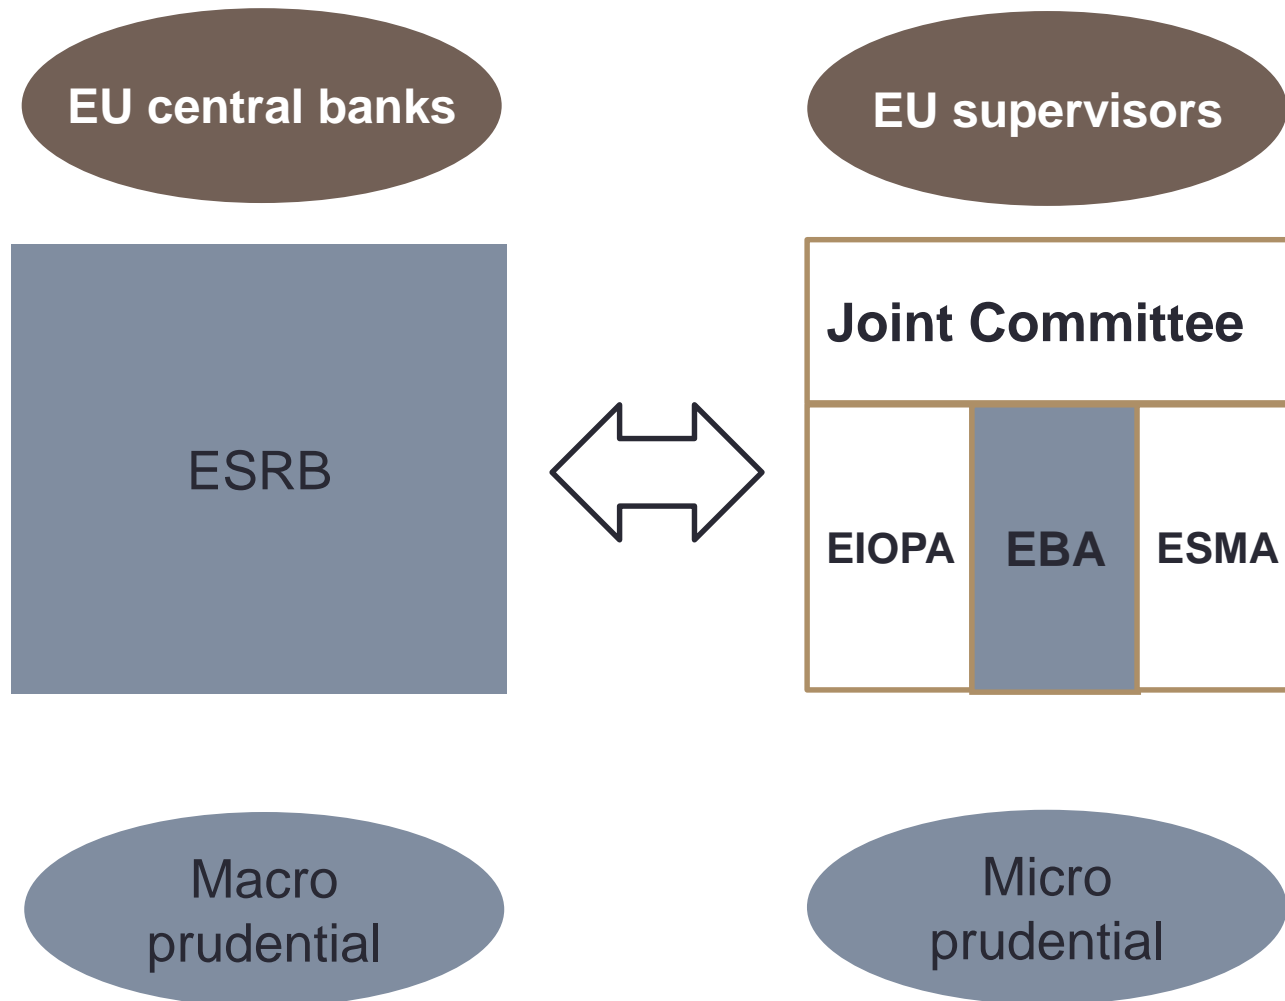 EU central banks
EU supervisors
ESRB
Joint Committee
EIOPA
EBA
ESMA
Macro
prudential
Micro
prudential